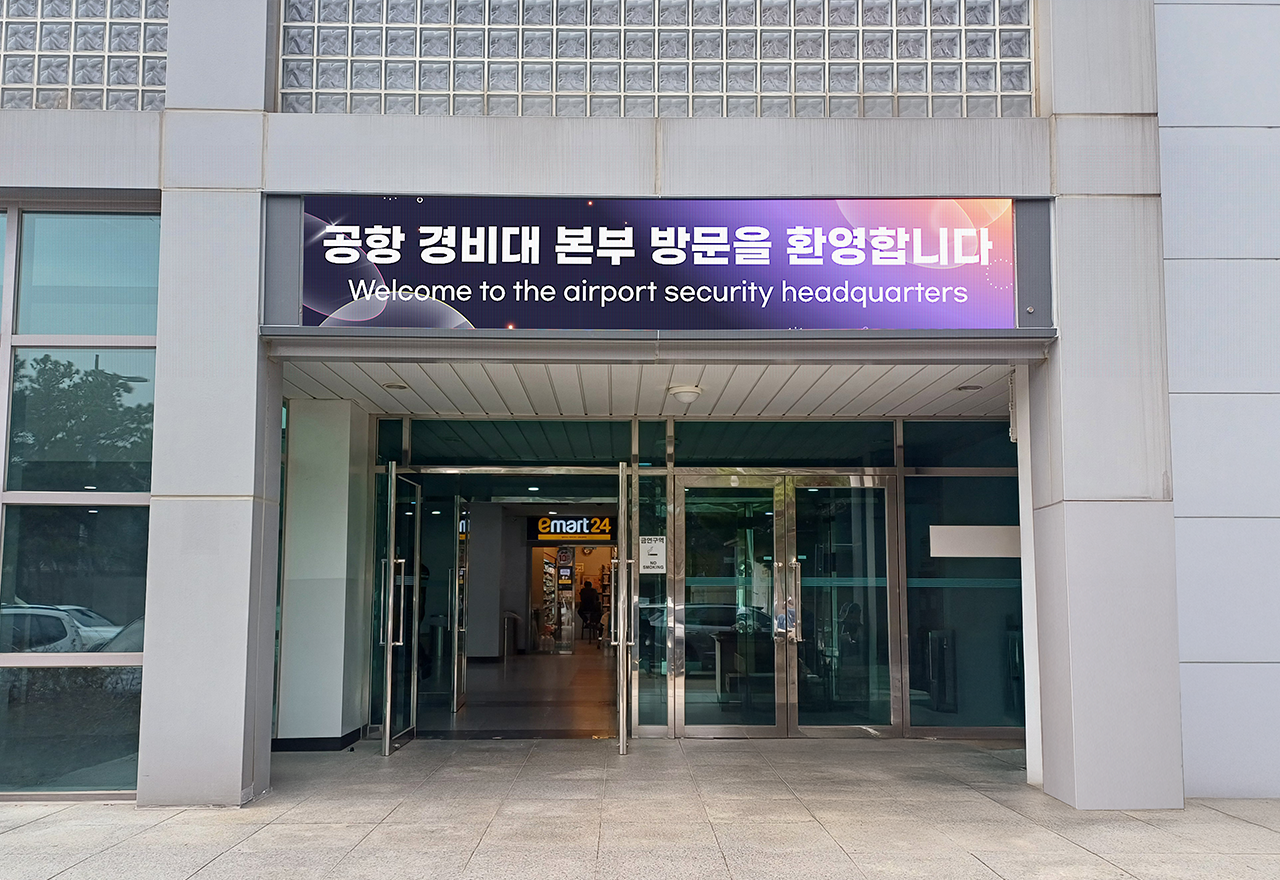 공항 경비대 본부 방문을 환영합니다
Welcome to the airport security headquarters
emart24
금연구역
NO
SMOKING